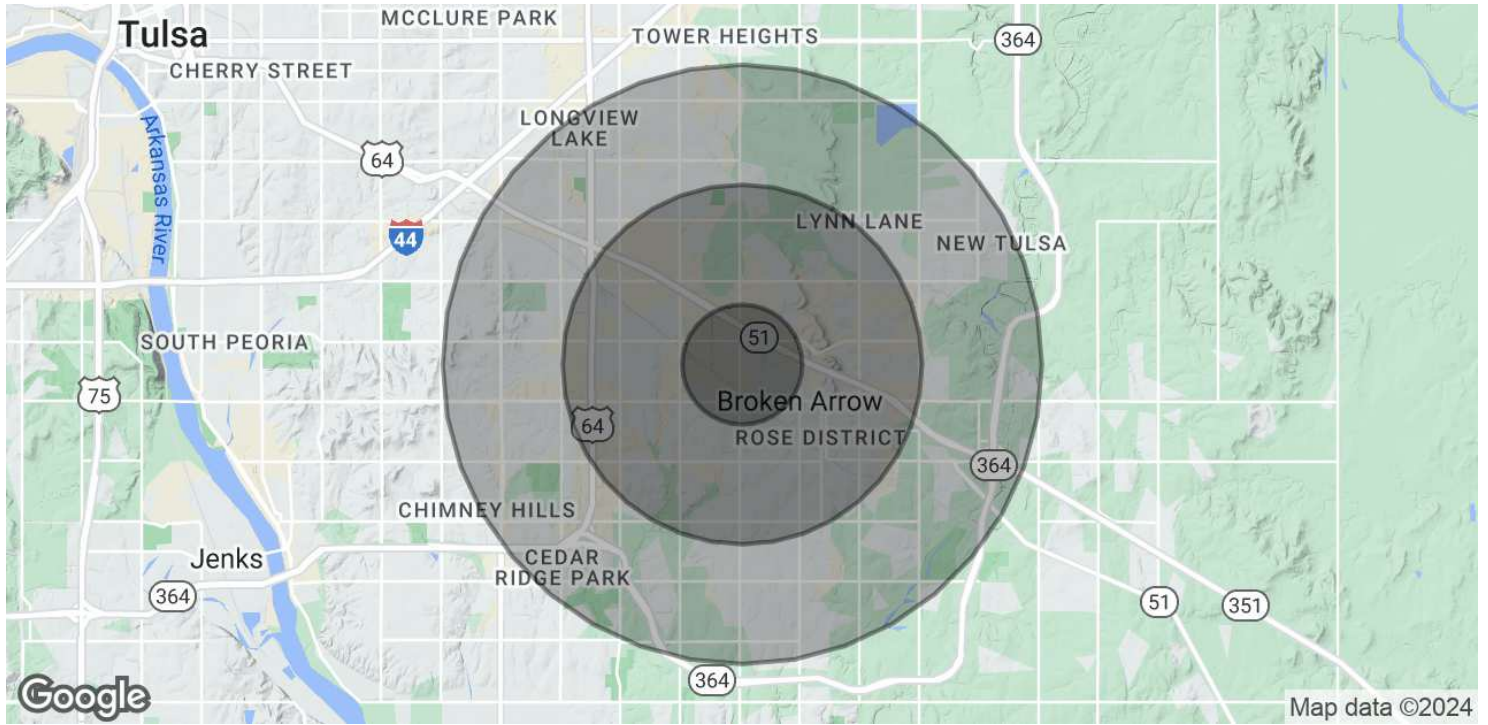 MCCLURE PARK
Tulsa
TOWER HEIGHTS
364
CHERRY STREET
LONGVIEW
LAKE
64
Arkansas River
LYNN LANE
44
NEW TULSA
51
SOUTH PEORIA
75
Broken Arrow
64
ROSE DISTRICT
364
CHIMNEY HILLS
Jenks
CEDAR
RIDGE PARK
364
51
351
364
Google
Map data ©2024